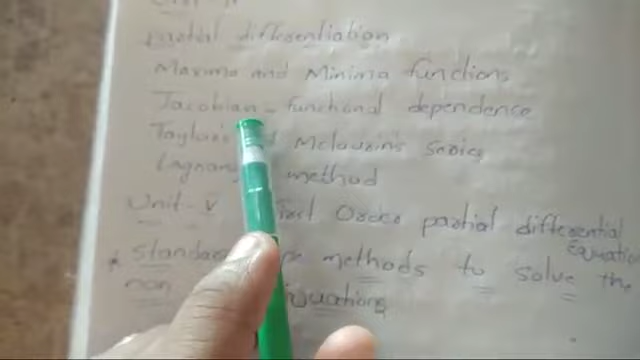 partial differentiation
Maxima and Minima functions
Jacobian - functional dependence
Mclaurin's series
method
Unit-V Order partial differential
Equation
methods to solve the
non